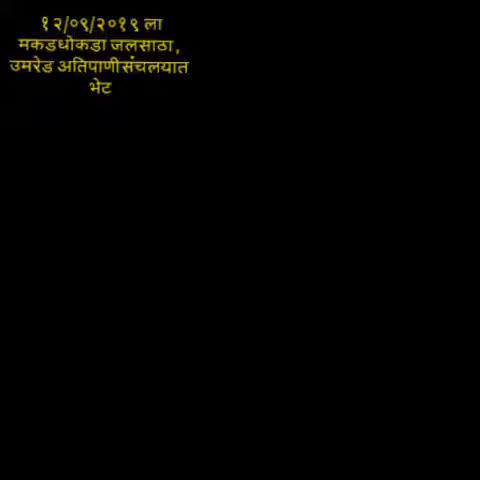 १२/०९/२०१९ ला
मकडधोकडा जलसाठा ,
उमरेड अतिपाणीसंचलयात
भेट